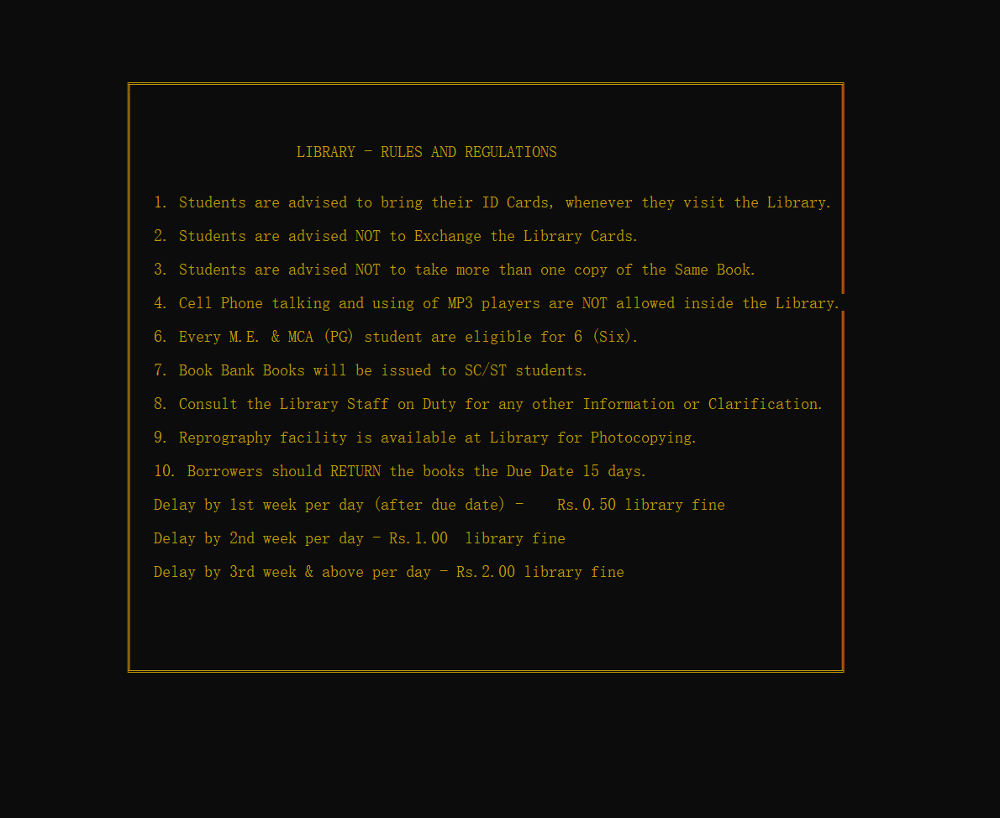 LIBRARY - RULES AND REGULATIONS
1. Students are advised to bring their ID Cards, whenever they visit the Library.
2. Students are advised NOT to Exchange the Library Cards.
3. Students are advised NOT to take more than one copy of the Same Book.
4. Cell Phone talking and using of MP3 players are NOT allowed inside the Library.
6. Every M.E. & MCA (PG) student are eligible for 6 (Six).
7. Book Bank Books will be issued to SC/ST students.
8. Consult the Library Staff on Duty for any other Information or Clarification.
9. Reprography facility is available at Library for Photocopying.
10. Borrowers should RETURN the books the Due Date 15 days.
Delay by 1st week per day (after due date) -    Rs.0.50 library fine
Delay by 2nd week per day - Rs.1.00  library fine
Delay by 3rd week & above per day - Rs.2.00 library fine